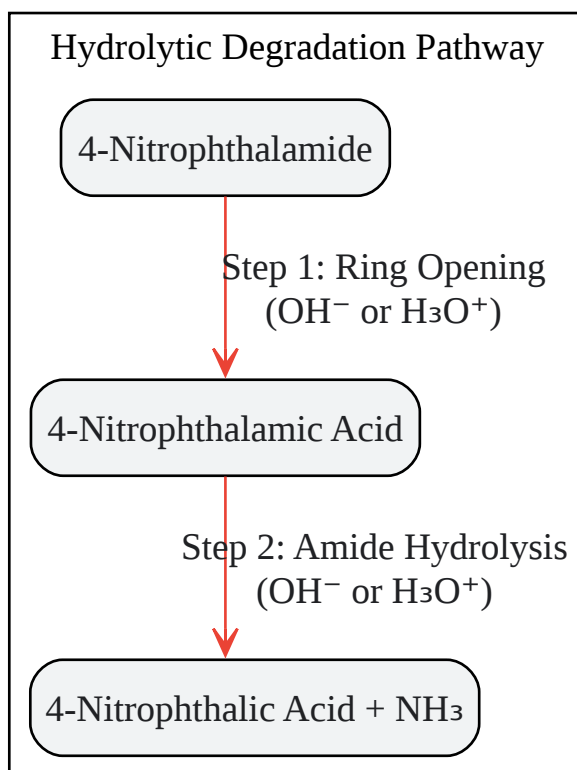 Hydrolytic Degradation Pathway
4-Nitrophthalamide
Step 1: Ring Opening
(OH⁻ or H₃O⁺)
4-Nitrophthalamic Acid
Step 2: Amide Hydrolysis
(OH⁻ or H₃O⁺)
4-Nitrophthalic Acid + NH₃